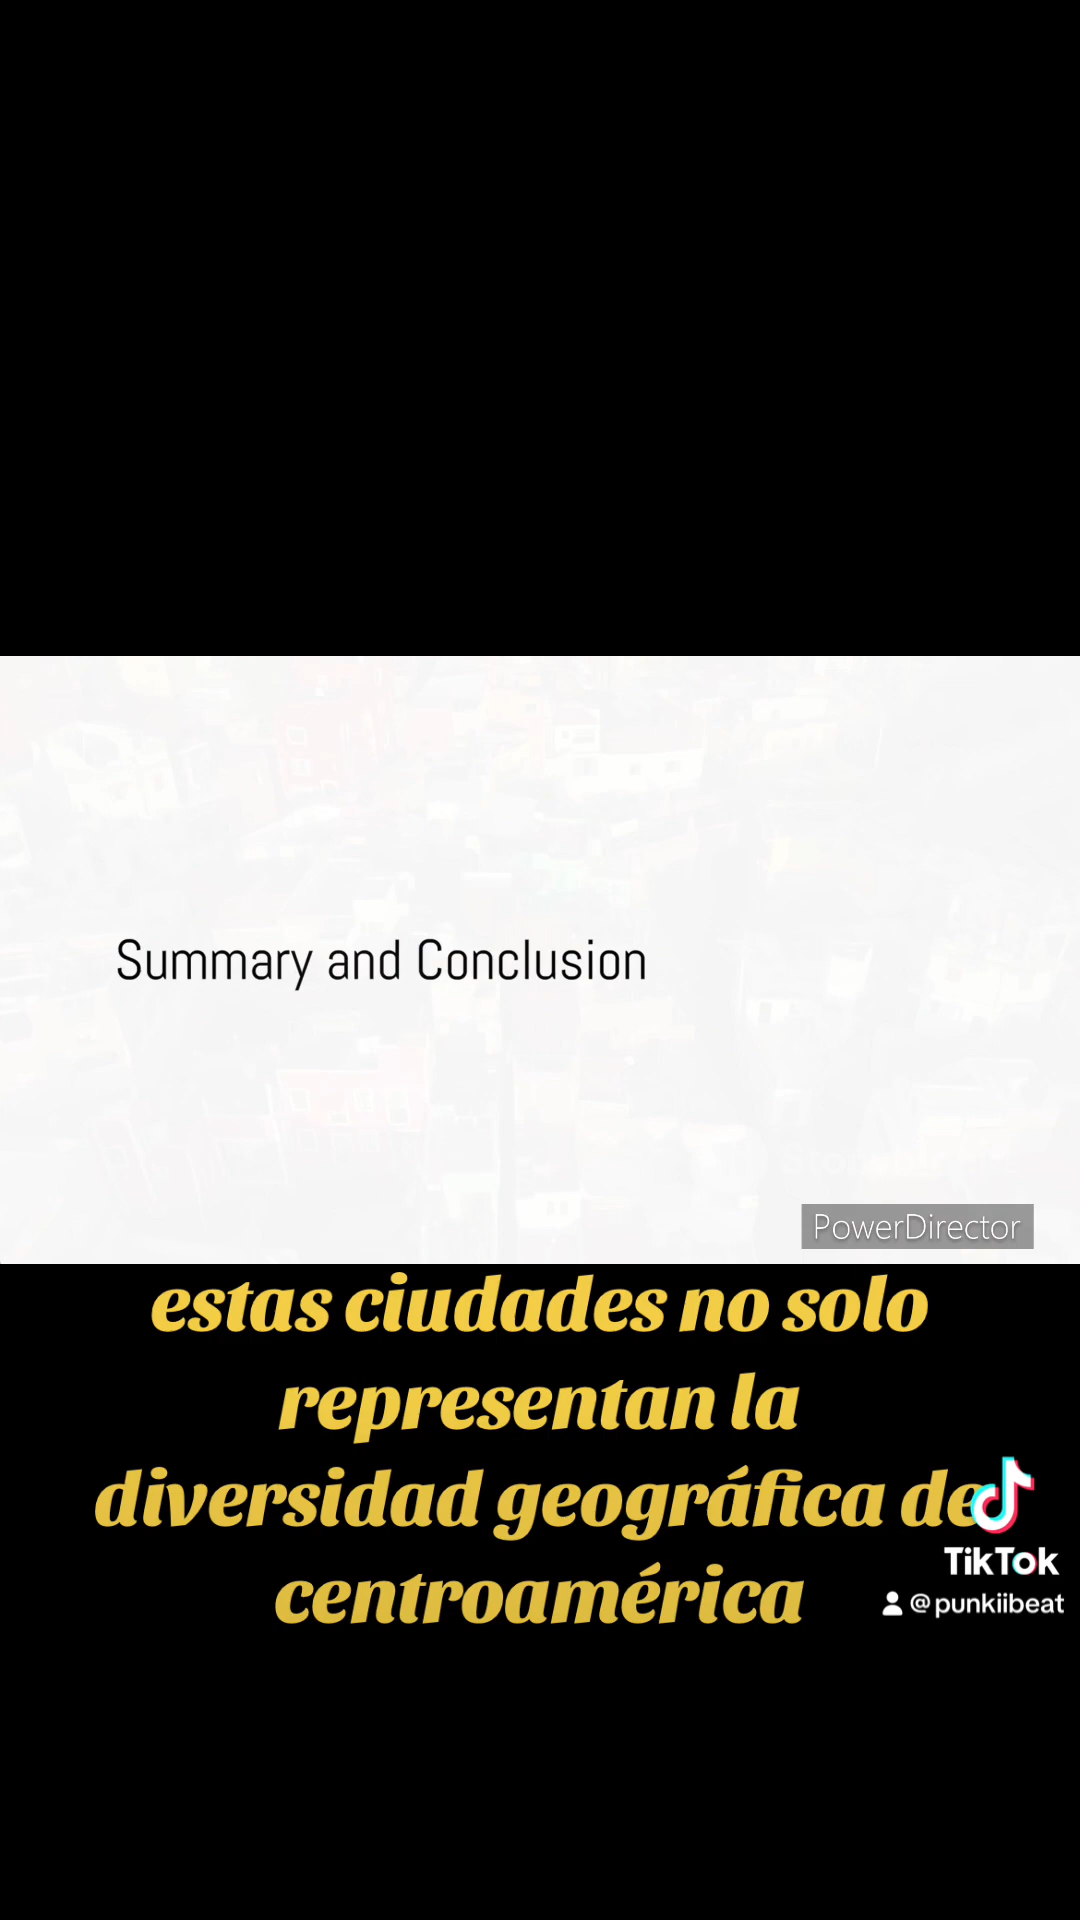 Summary and Conclusion
PowerDirector
estas ciudades no solo
representan la
diversidad geográfica de
centroamérica
TikTok
@punkiibeat